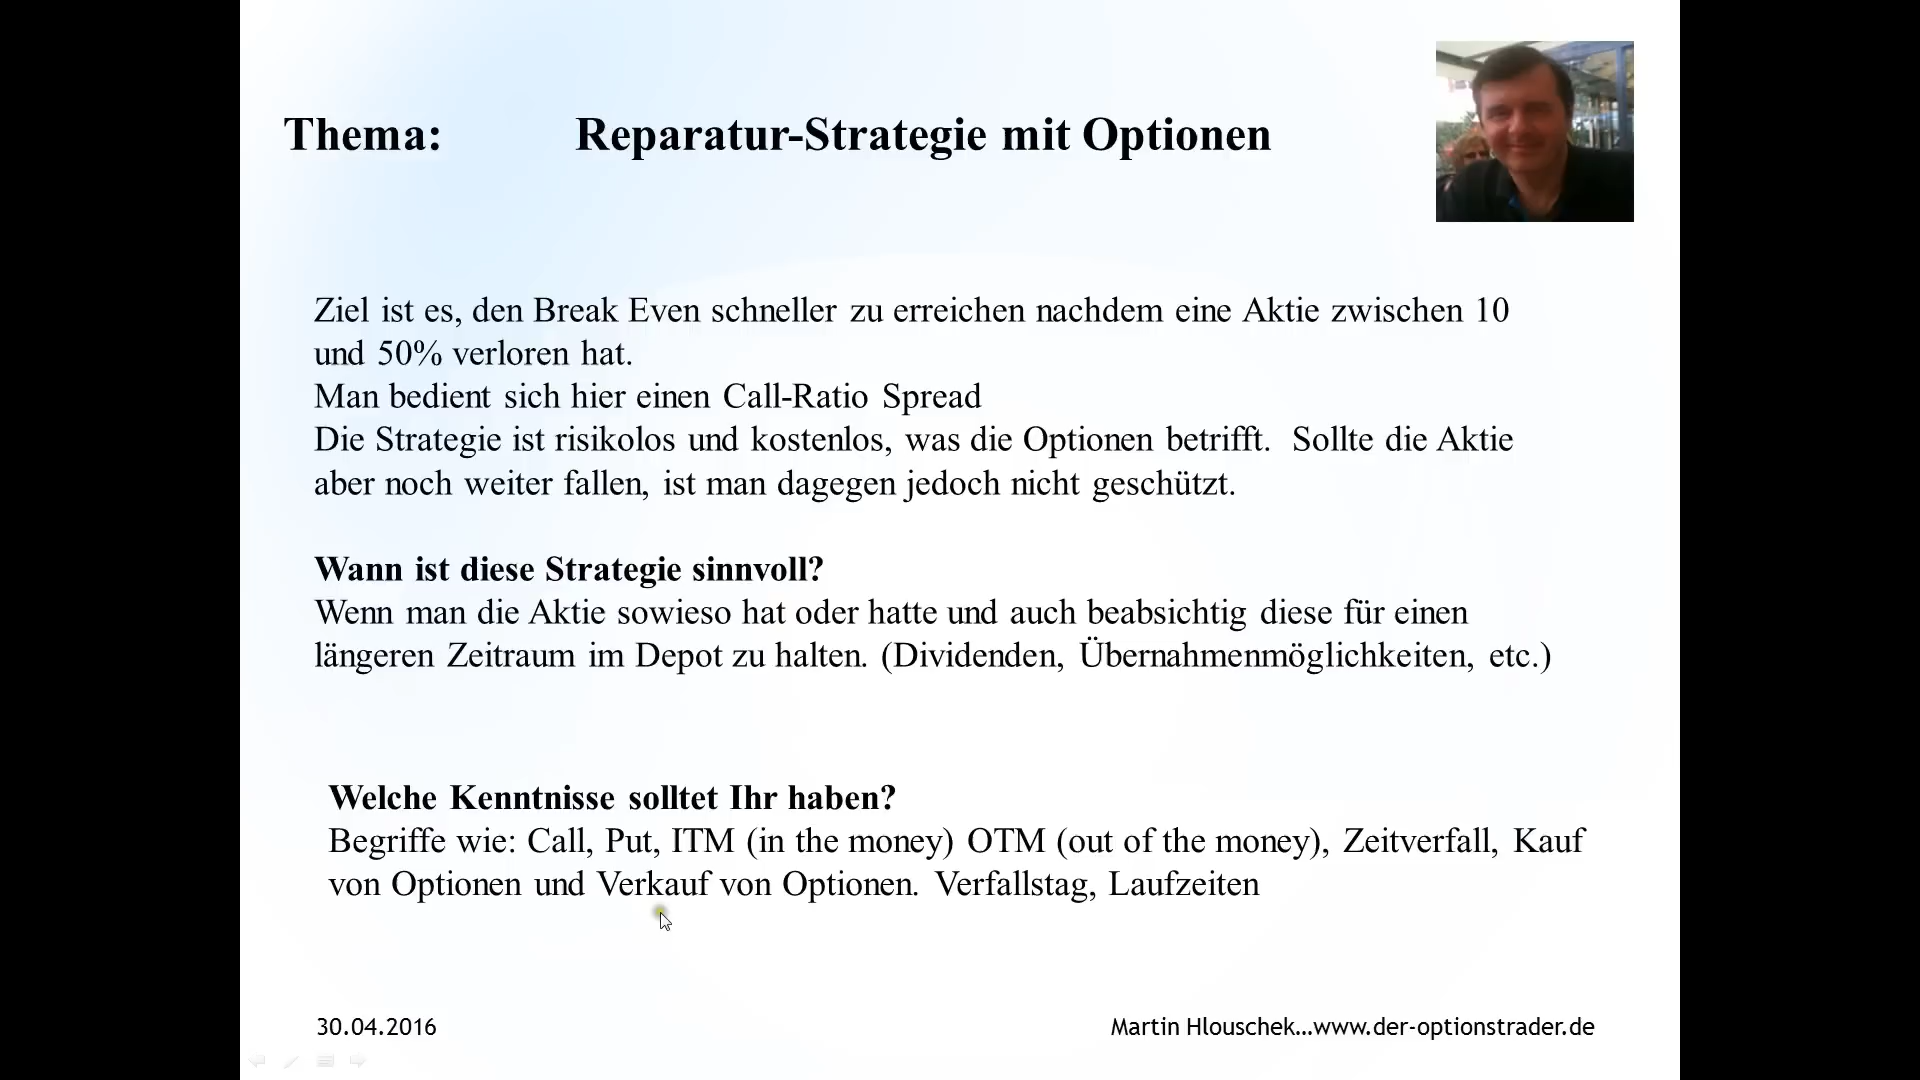 Thema: Reparatur-Strategie mit Optionen
Ziel ist es, den Break Even schneller zu erreichen nachdem eine Aktie zwischen 10
und 50% verloren hat.
Man bedient sich hier einen Call-Ratio Spread
Die Strategie ist risikolos und kostenlos, was die Optionen betrifft. Sollte die Aktie
aber noch weiter fallen, ist man dagegen jedoch nicht geschützt.
Wann ist diese Strategie sinnvoll?
Wenn man die Aktie sowieso hat oder hatte und auch beabsichtig diese für einen
längeren Zeitraum im Depot zu halten. (Dividenden, Übernahmenmöglichkeiten, etc.)
Welche Kenntnisse solltet Ihr haben?
Begriffe wie: Call, Put, ITM (in the money) OTM (out of the money), Zeitverfall, Kauf
von Optionen und Verkauf von Optionen. Verfallstag, Laufzeiten
30.04.2016
Martin Hlouschek...www.der-optionstrader.de